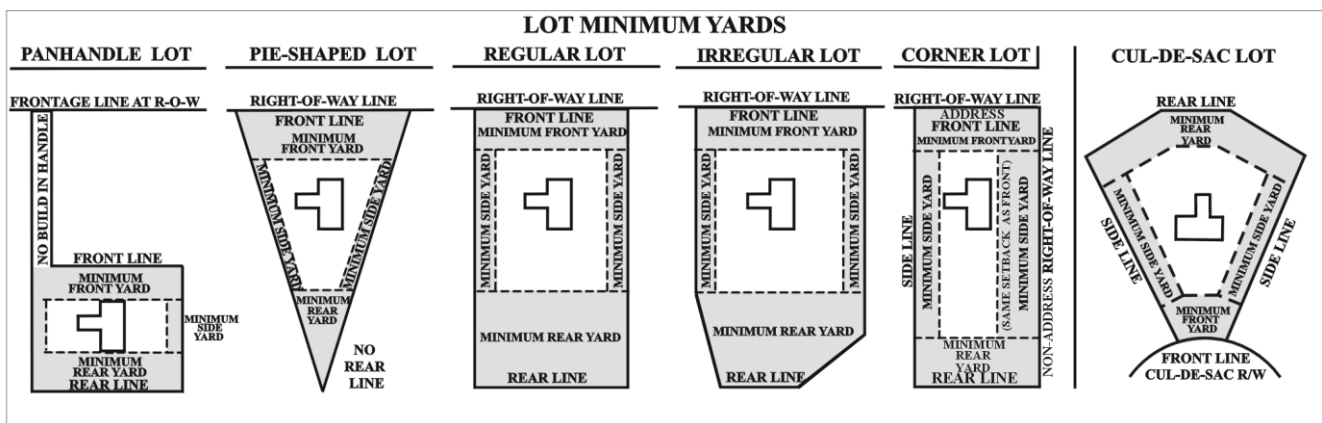 LOT MINIMUM YARDS
PANHANDLE LOT
FRONTAGE LINE AT R-O-W
NO BUILD IN HANDLE
FRONT LINE
MINIMUM
FRONT YARD
MINIMUM
SIDE
YARD
MINIMUM
REAR YARD
REAR LINE
PIE-SHAPED LOT
RIGHT-OF-WAY LINE
FRONT LINE
MINIMUM
FRONT YARD
MINIMUM SIDE YARD
MINIMUM SIDE YARD
MINIMUM
REAR
YARD
NO
REAR
LINE
REGULAR LOT
RIGHT-OF-WAY LINE
FRONT LINE
MINIMUM FRONT YARD
MINIMUM SIDE YARD
MINIMUM SIDE YARD
MINIMUM REAR YARD
REAR LINE
IRREGULAR LOT
RIGHT-OF-WAY LINE
FRONT LINE
MINIMUM FRONT YARD
MINIMUM SIDE YARD
MINIMUM SIDE YARD
MINIMUM REAR YARD
REAR LINE
CORNER LOT
RIGHT-OF-WAY LINE
ADDRESS
FRONT LINE
MINIMUM FRONT YARD
SIDE LINE
MINIMUM SIDE YARD
(SAME SETBACK AS FRONT)
MINIMUM SIDE YARD
NON-ADDRESS RIGHT-OF-WAY LINE
MINIMUM
REAR
YARD
REAR LINE
CUL-DE-SAC LOT
REAR LINE
MINIMUM
REAR
YARD
MINIMUM SIDE YARD
SIDE LINE
MINIMUM SIDE YARD
SIDE LINE
MINIMUM
FRONT
YARD
FRONT LINE
CUL-DE-SAC R/W